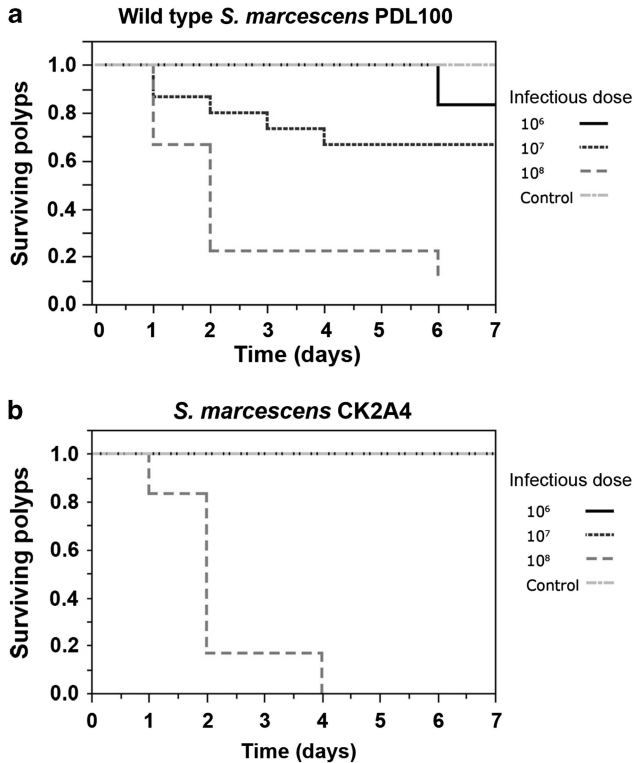 a
Wild type S. marcescens PDL100
Surviving polyps
1.0
0.8
0.6
0.4
0.2
0.0
0 1 2 3 4 5 6 7
Time (days)
Infectious dose
10⁶
10⁷
10⁸
Control
b
S. marcescens CK2A4
Surviving polyps
1.0
0.8
0.6
0.4
0.2
0.0
0 1 2 3 4 5 6 7
Time (days)
Infectious dose
10⁶
10⁷
10⁸
Control